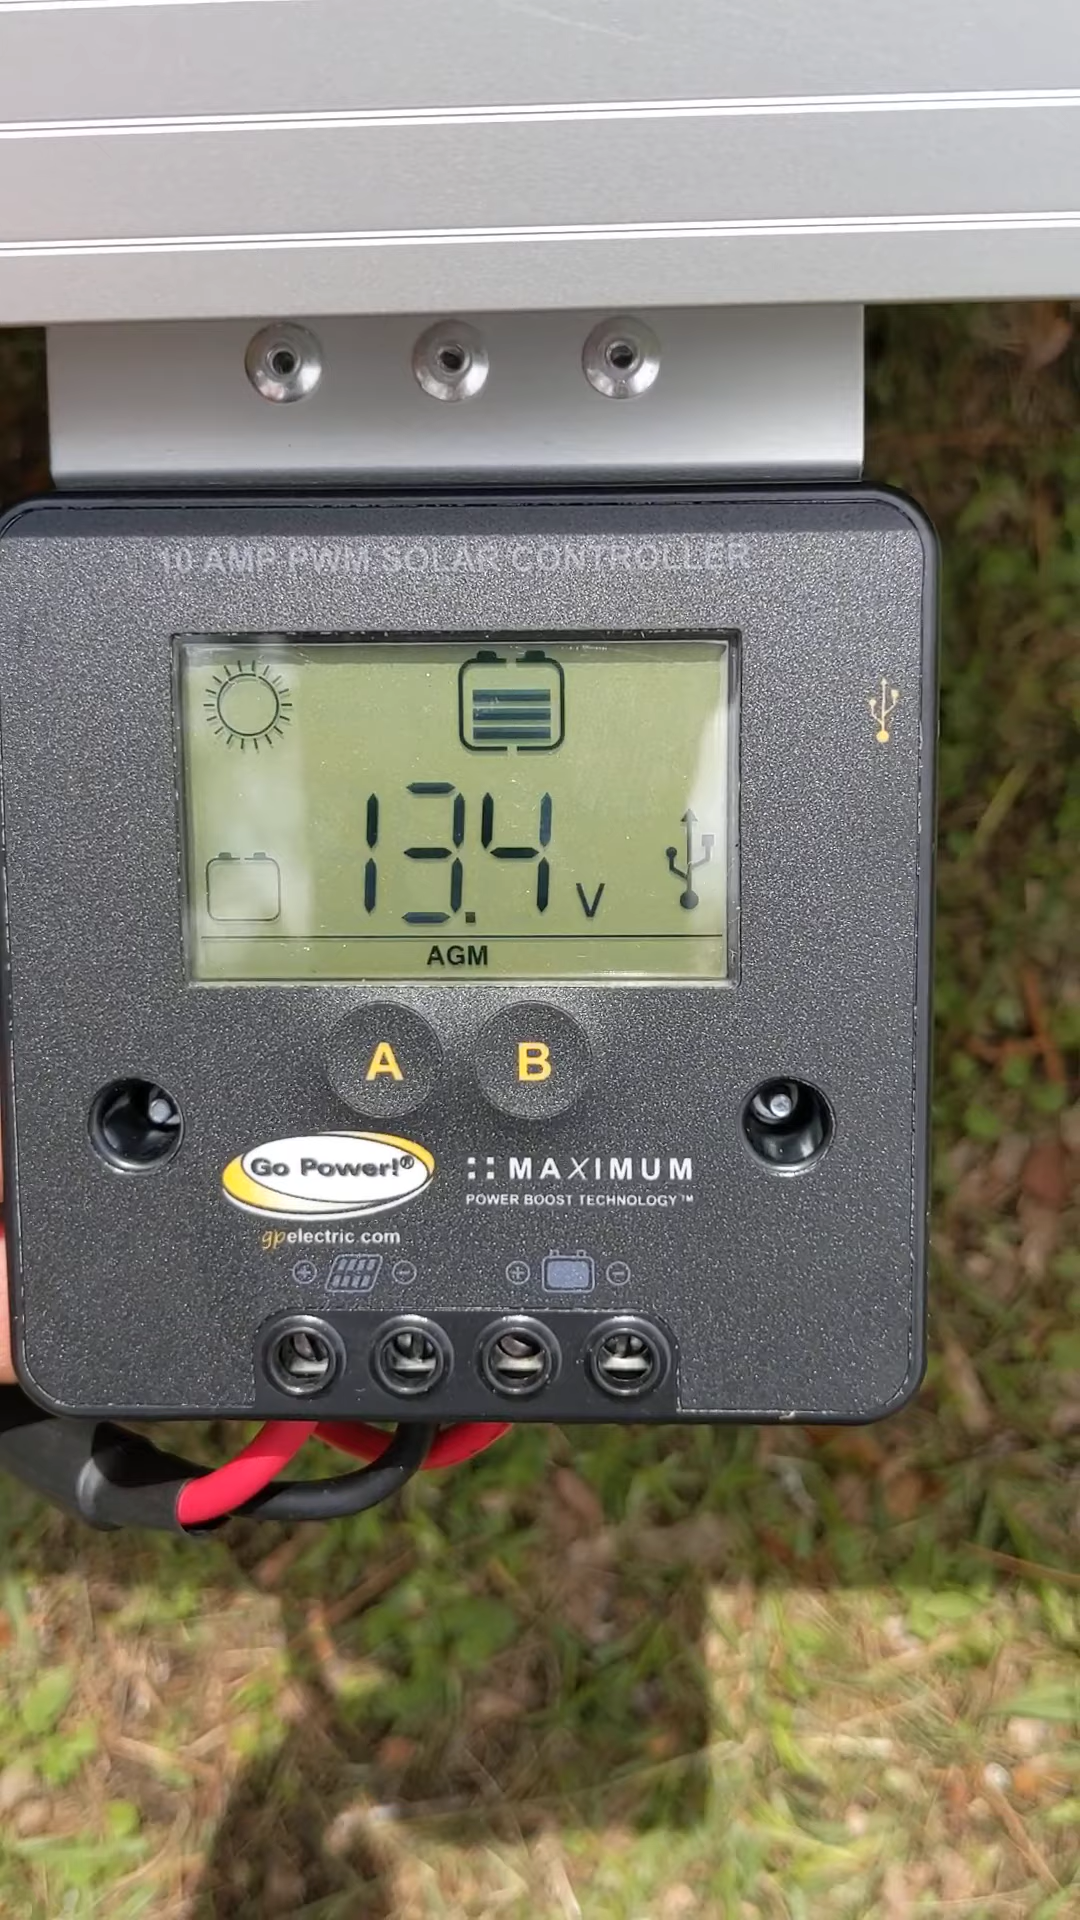 10 AMP PWM SOLAR CONTROLLER
13.4 V
AGM
A B
Go Power!®
::MAXIMUM
POWER BOOST TECHNOLOGY™
gpelectric.com
+ - + -